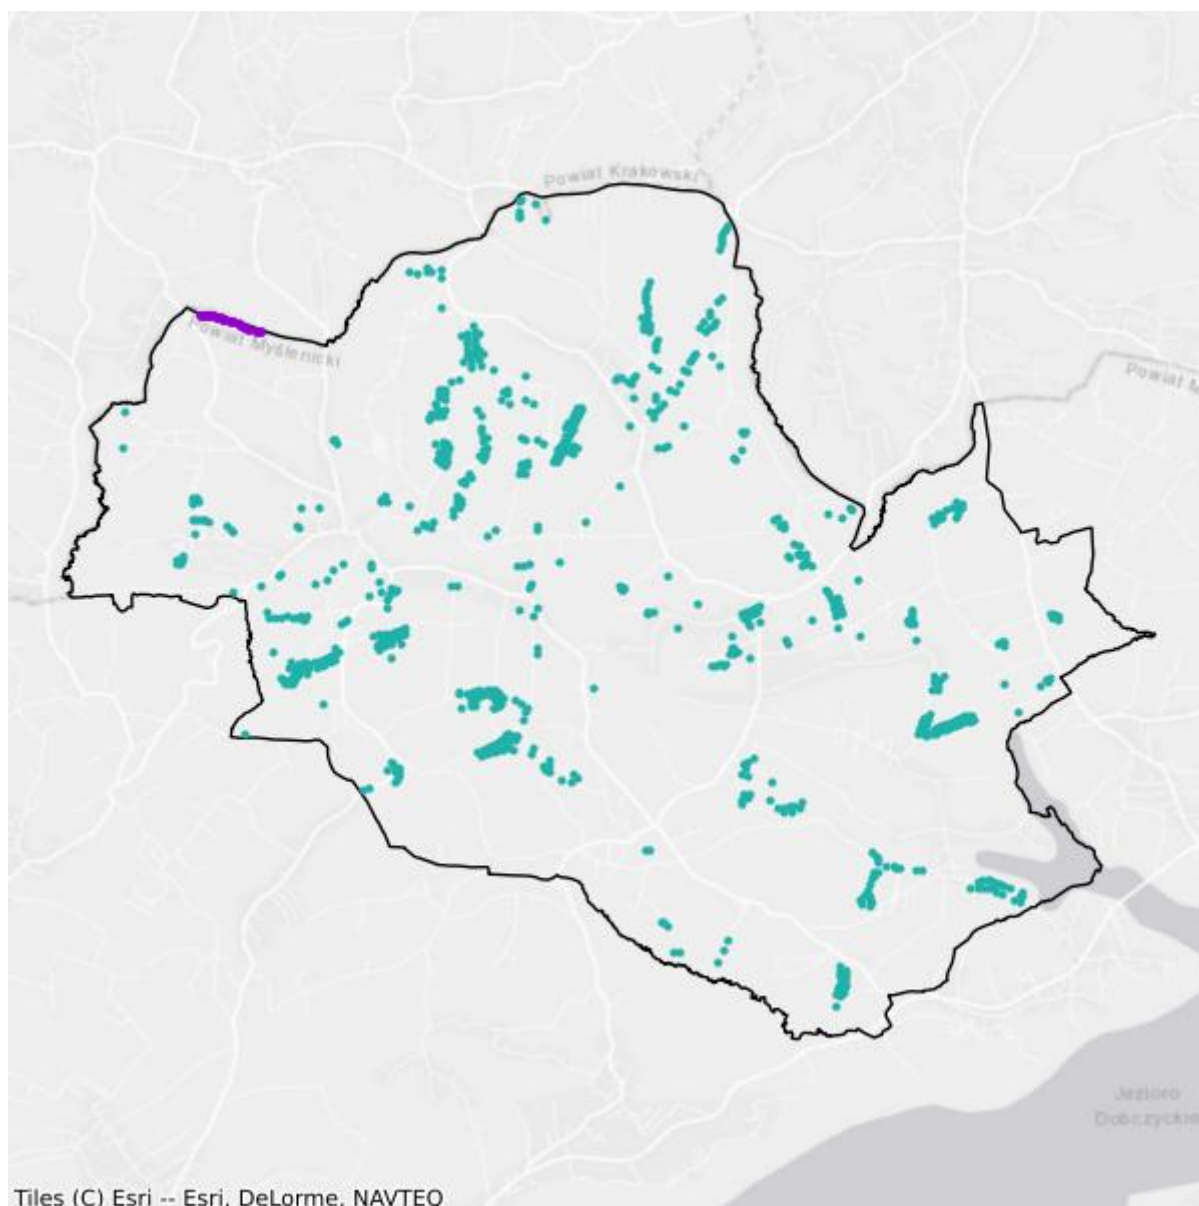 Powiat Krakowski
Powiat Myślenicki
Powiat
Jezioro
Dobczyckie
Tiles (C) Esri -- Esri, DeLorme, NAVTEQ